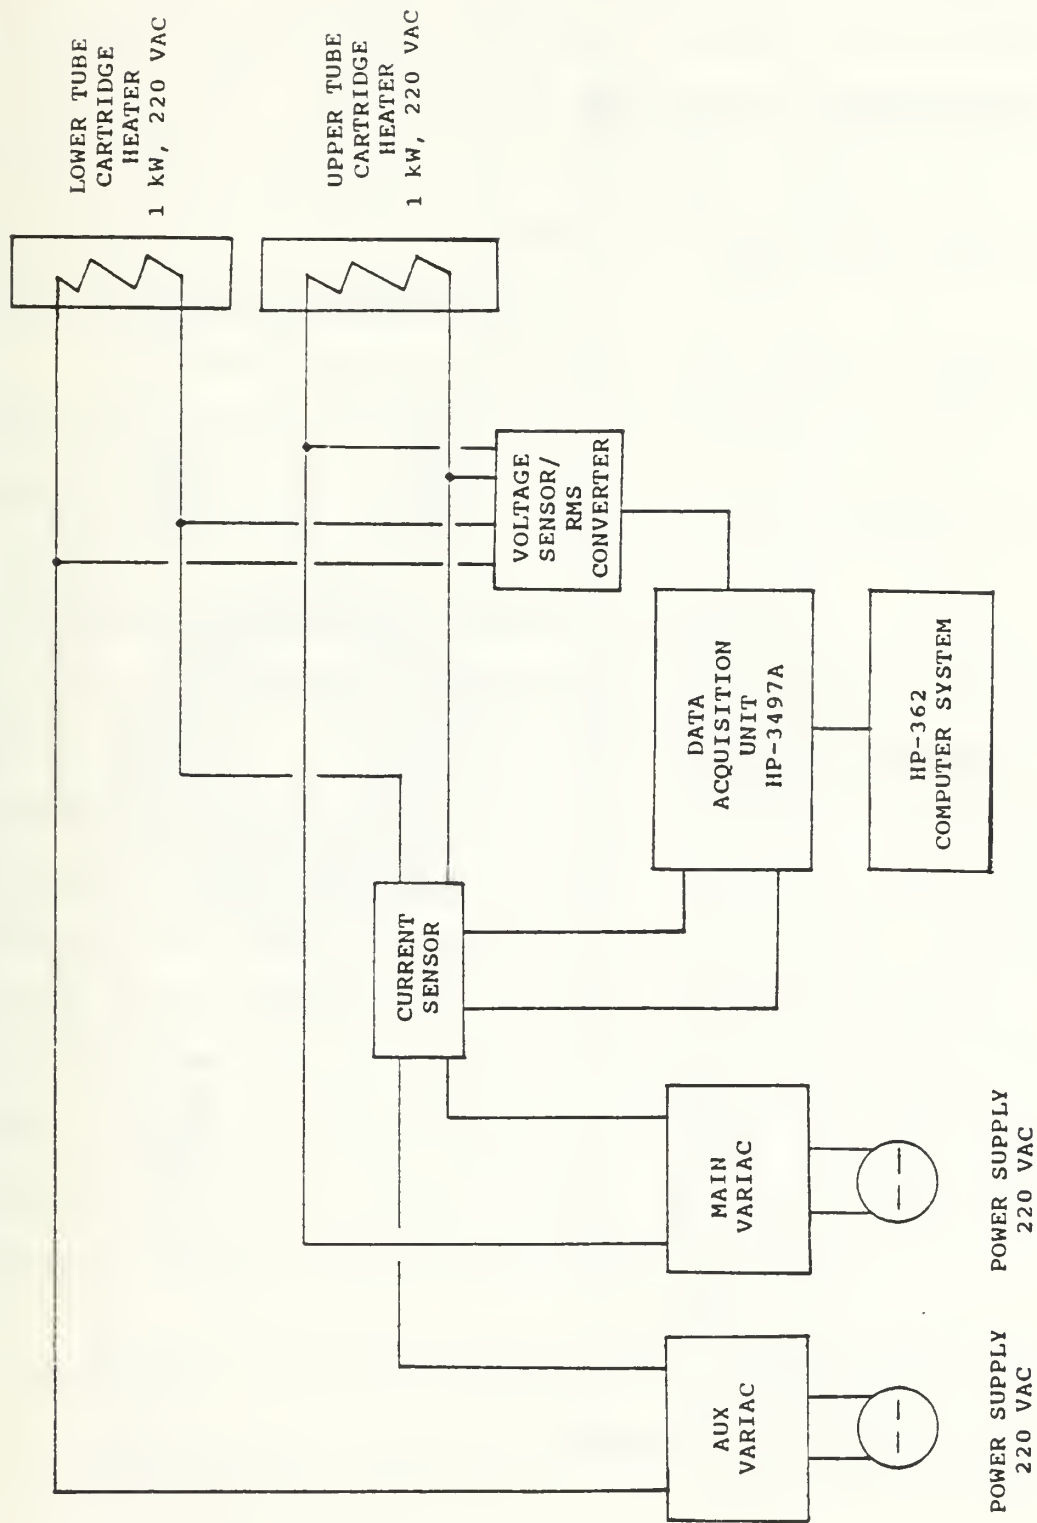 LOWER TUBE
CARTRIDGE
HEATER
1 kW, 220 VAC
UPPER TUBE
CARTRIDGE
HEATER
1 kW, 220 VAC
VOLTAGE
SENSOR/
RMS
CONVERTER
CURRENT
SENSOR
DATA
ACQUISITION
UNIT
HP-3497A
HP-362
COMPUTER SYSTEM
MAIN
VARIAC
AUX
VARIAC
POWER SUPPLY
220 VAC
POWER SUPPLY
220 VAC